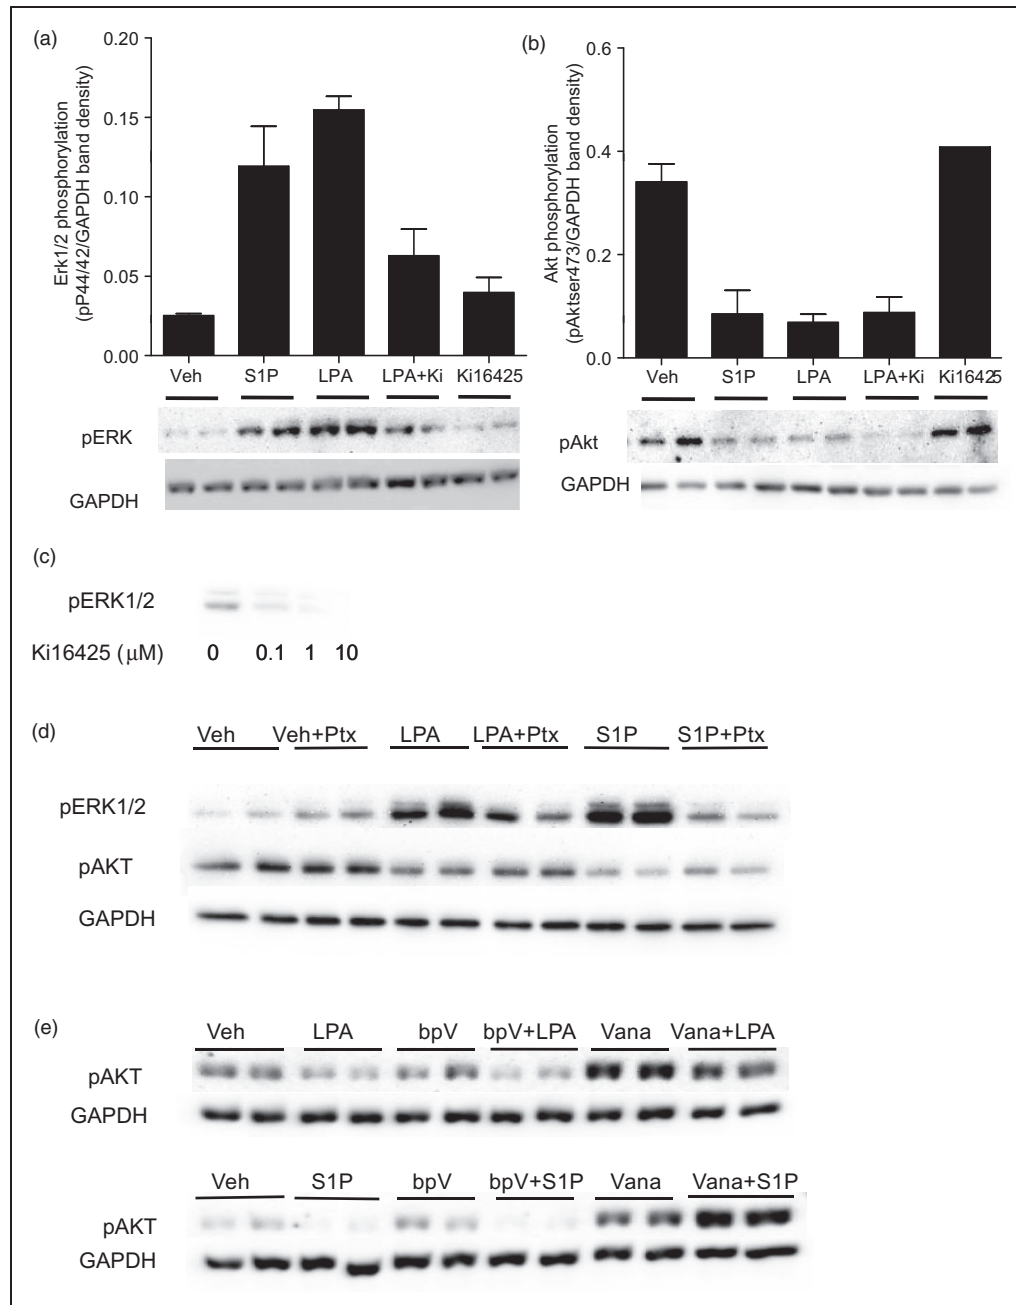 (a)
0.20
0.15
0.10
0.05
0.00
Erk1/2 phosphorylation
(pP44/42/GAPDH band density)
Veh S1P LPA LPA+Ki Ki16425
pERK
GAPDH
(b)
0.6
0.4
0.2
0.0
Akt phosphorylation
(pAktser473/GAPDH band density)
Veh S1P LPA LPA+Ki Ki16425
pAkt
GAPDH
(c)
pERK1/2
Ki16425 (μM) 0 0.1 1 10
(d)
Veh Veh+Ptx LPA LPA+Ptx S1P S1P+Ptx
pERK1/2
pAKT
GAPDH
(e)
Veh LPA bpV bpV+LPA Vana Vana+LPA
pAKT
GAPDH
Veh S1P bpV bpV+S1P Vana Vana+S1P
pAKT
GAPDH